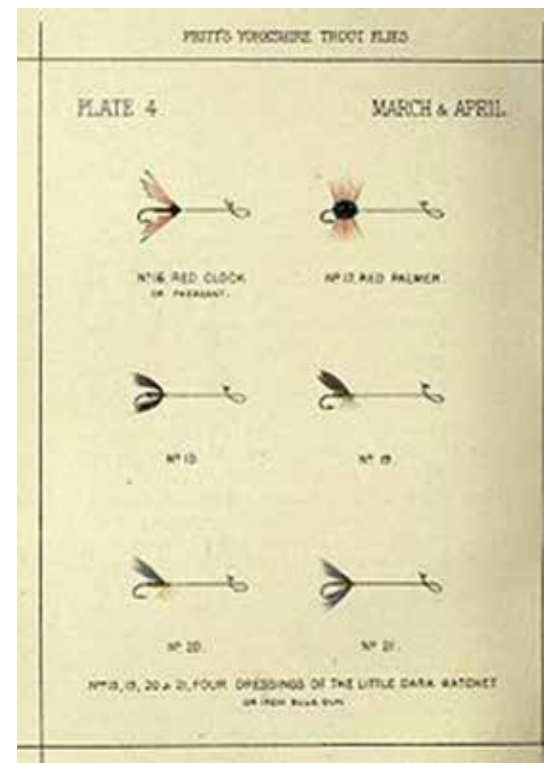 PRITT'S YORKSHIRE TROUT FLIES
PLATE 4 MARCH & APRIL.
Nº 16. RED CLOCK
OR PHEASANT.
Nº 17. RED PALMER.
Nº 18.
Nº 19.
Nº 20.
Nº 21.
Nos 18, 19, 20 & 21, FOUR DRESSINGS OF THE LITTLE DARK WATCHET
OR IRON BLUE DUN.